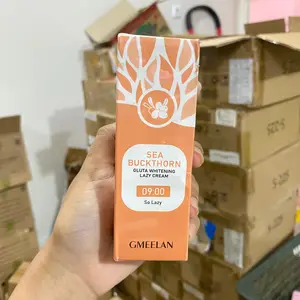 SEA
BUCKTHORN
GLUTA WHITENING
LAZY CREAM
09:00
So Lazy
GMEELAN